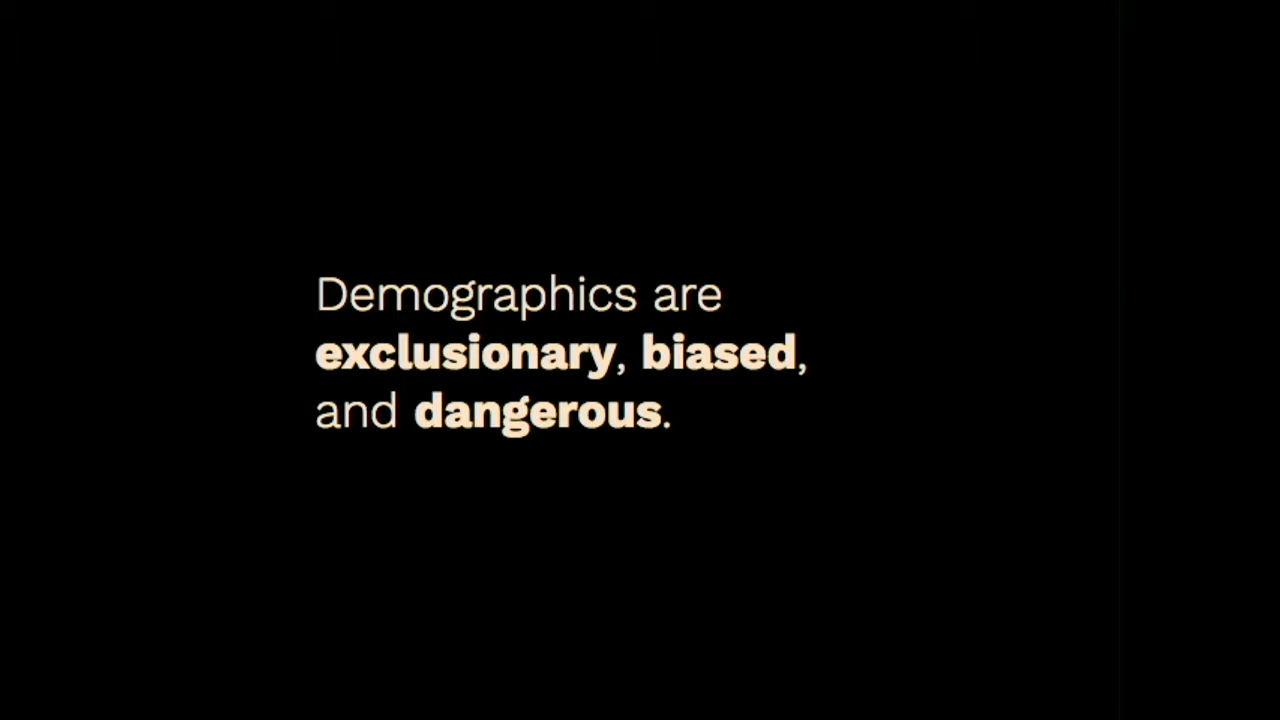 Demographics are
exclusionary, biased,
and dangerous.